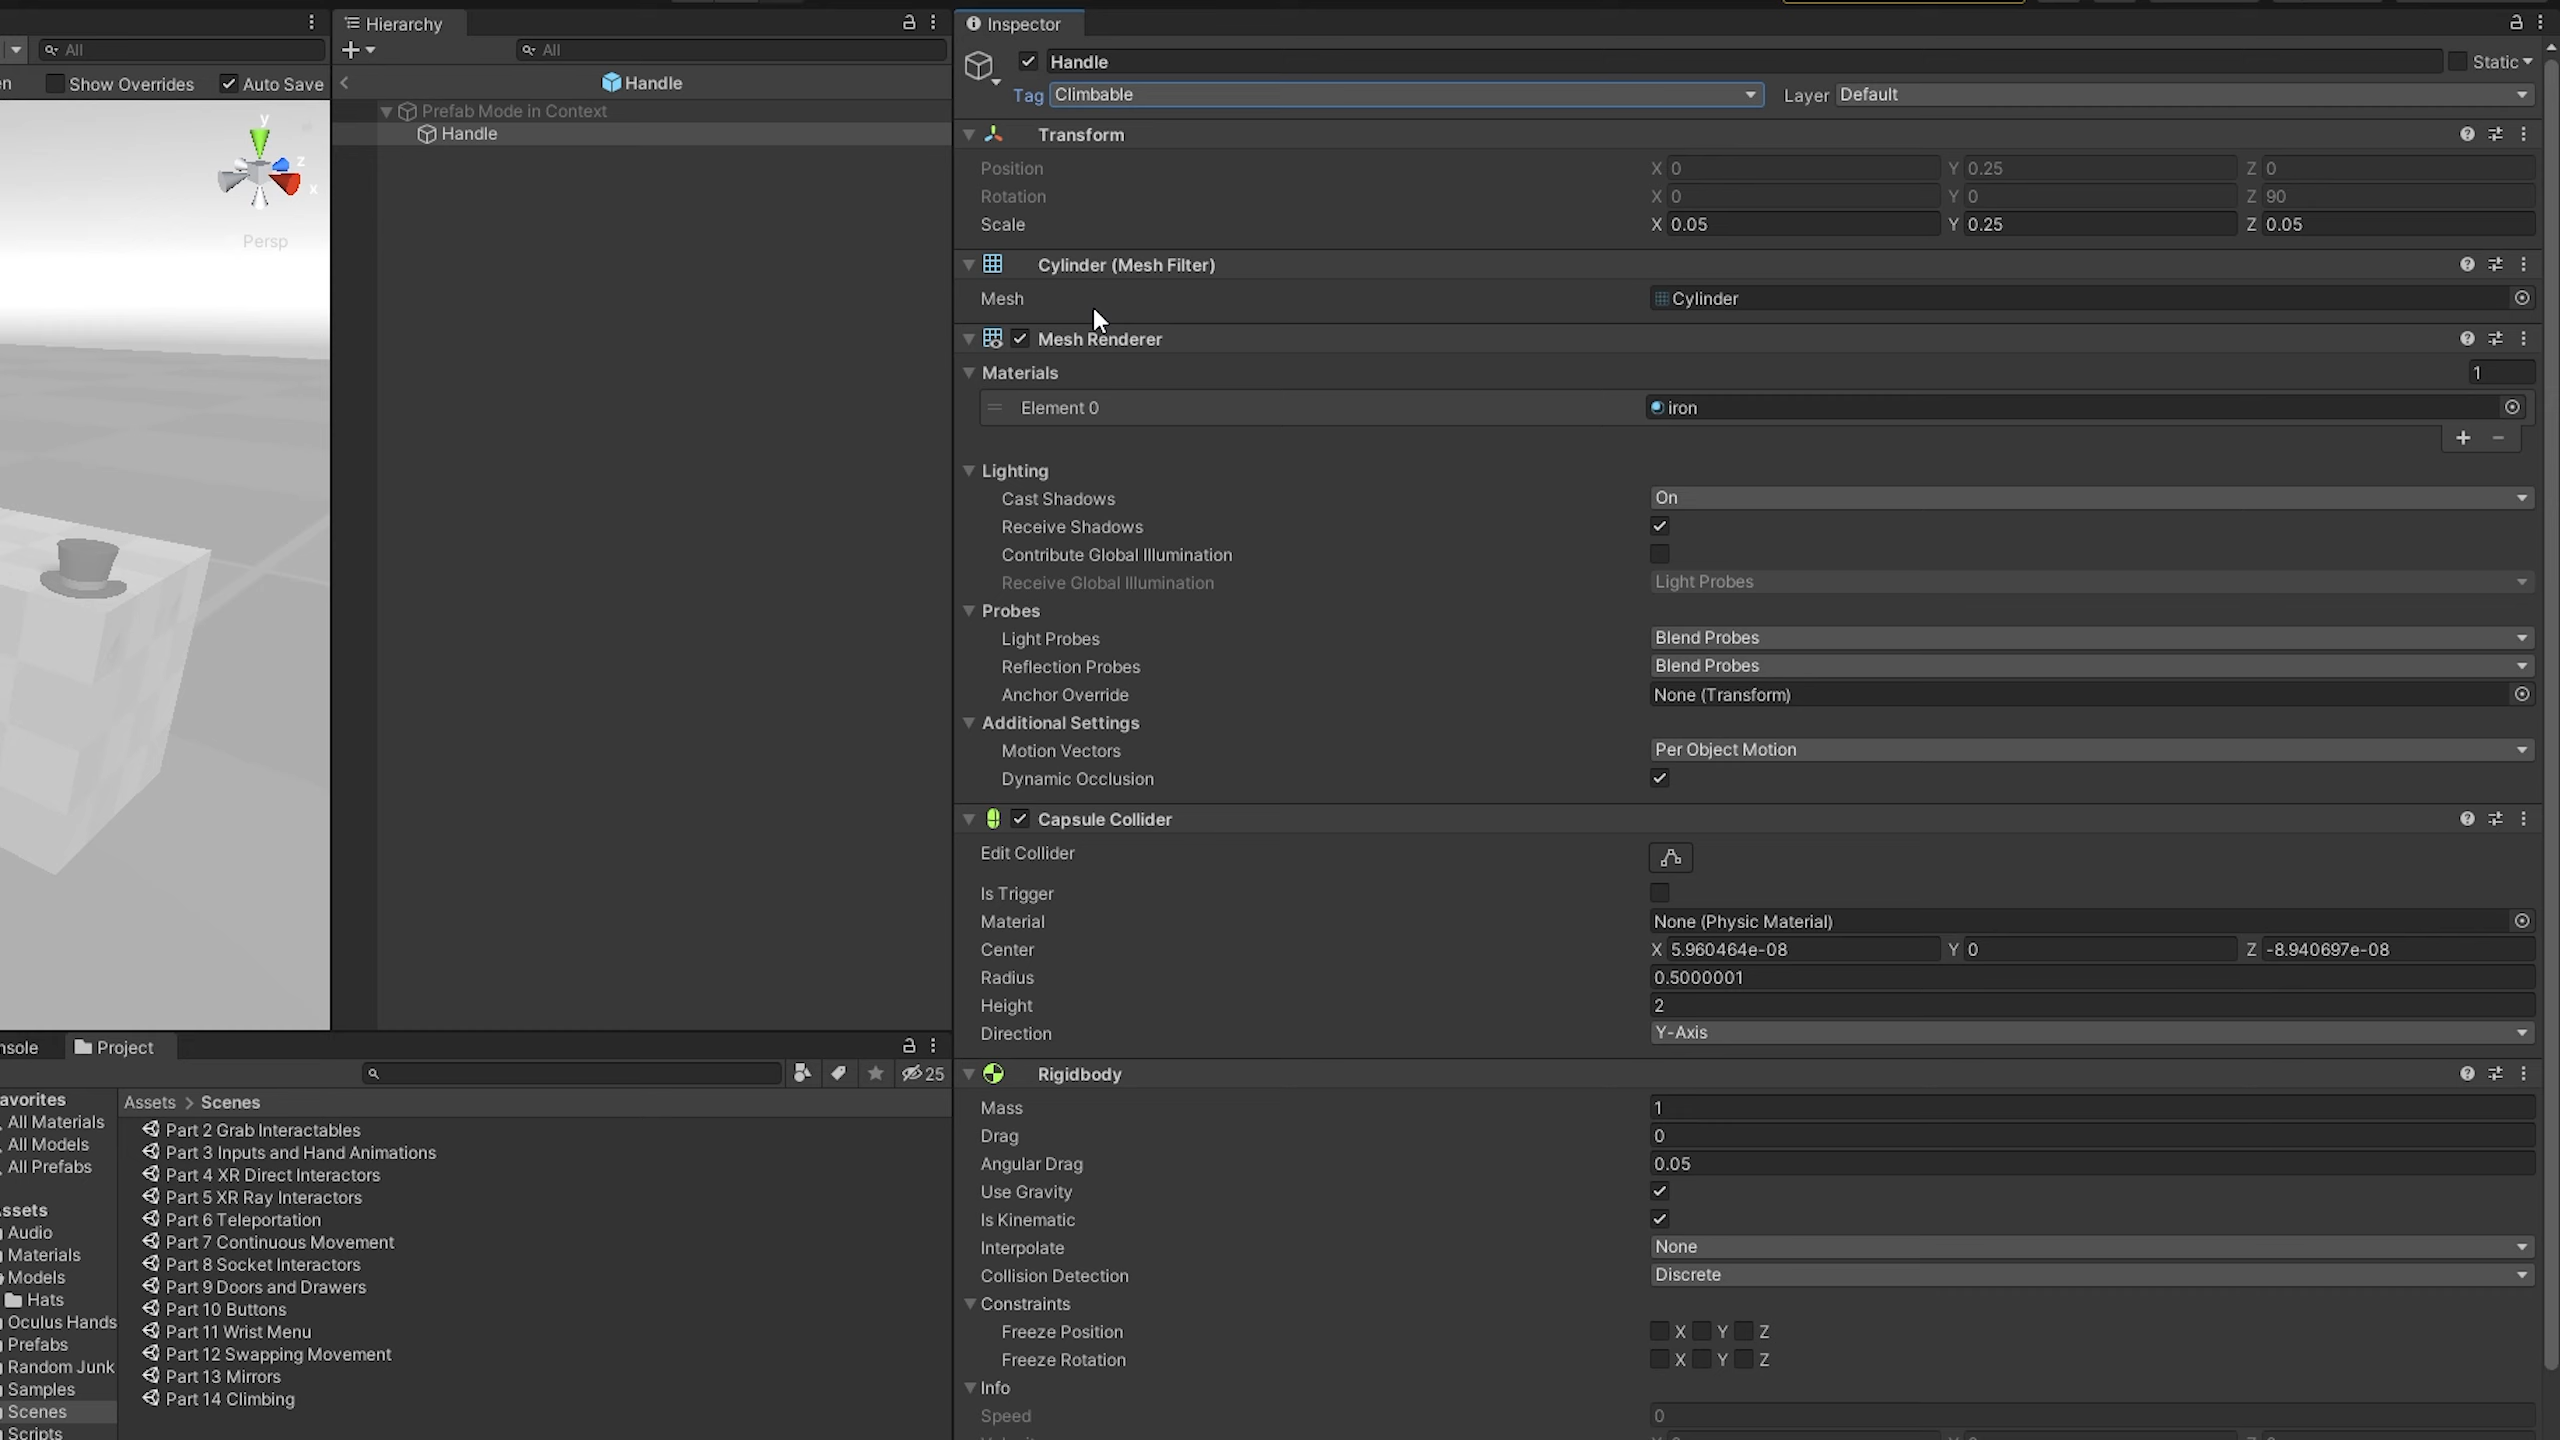 Hierarchy
All
All
Show Overrides
Auto Save
Handle
Prefab Mode in Context
Handle
y
z
x
Persp
Inspector
Handle
Static
Tag Climbable
Layer Default
Transform
Position X 0 Y 0.25 Z 0
Rotation X 0 Y 0 Z 90
Scale X 0.05 Y 0.25 Z 0.05
Cylinder (Mesh Filter)
Mesh Cylinder
Mesh Renderer
Materials 1
Element 0 iron
Lighting
Cast Shadows On
Receive Shadows
Contribute Global Illumination
Receive Global Illumination Light Probes
Probes
Light Probes Blend Probes
Reflection Probes Blend Probes
Anchor Override None (Transform)
Additional Settings
Motion Vectors Per Object Motion
Dynamic Occlusion
Capsule Collider
Edit Collider
Is Trigger
Material None (Physic Material)
Center X 5.960464e-08 Y 0 Z -8.940697e-08
Radius 0.5000001
Height 2
Direction Y-Axis
Rigidbody
Mass 1
Drag 0
Angular Drag 0.05
Use Gravity
Is Kinematic
Interpolate None
Collision Detection Discrete
Constraints
Freeze Position X Y Z
Freeze Rotation X Y Z
Info
Speed 0
nsole
Project
25
avorites
All Materials
All Models
All Prefabs
ssets
Audio
Materials
Models
Hats
Oculus Hands
Prefabs
Random Junk
Samples
Scenes
Scripts
Assets > Scenes
Part 2 Grab Interactables
Part 3 Inputs and Hand Animations
Part 4 XR Direct Interactors
Part 5 XR Ray Interactors
Part 6 Teleportation
Part 7 Continuous Movement
Part 8 Socket Interactors
Part 9 Doors and Drawers
Part 10 Buttons
Part 11 Wrist Menu
Part 12 Swapping Movement
Part 13 Mirrors
Part 14 Climbing